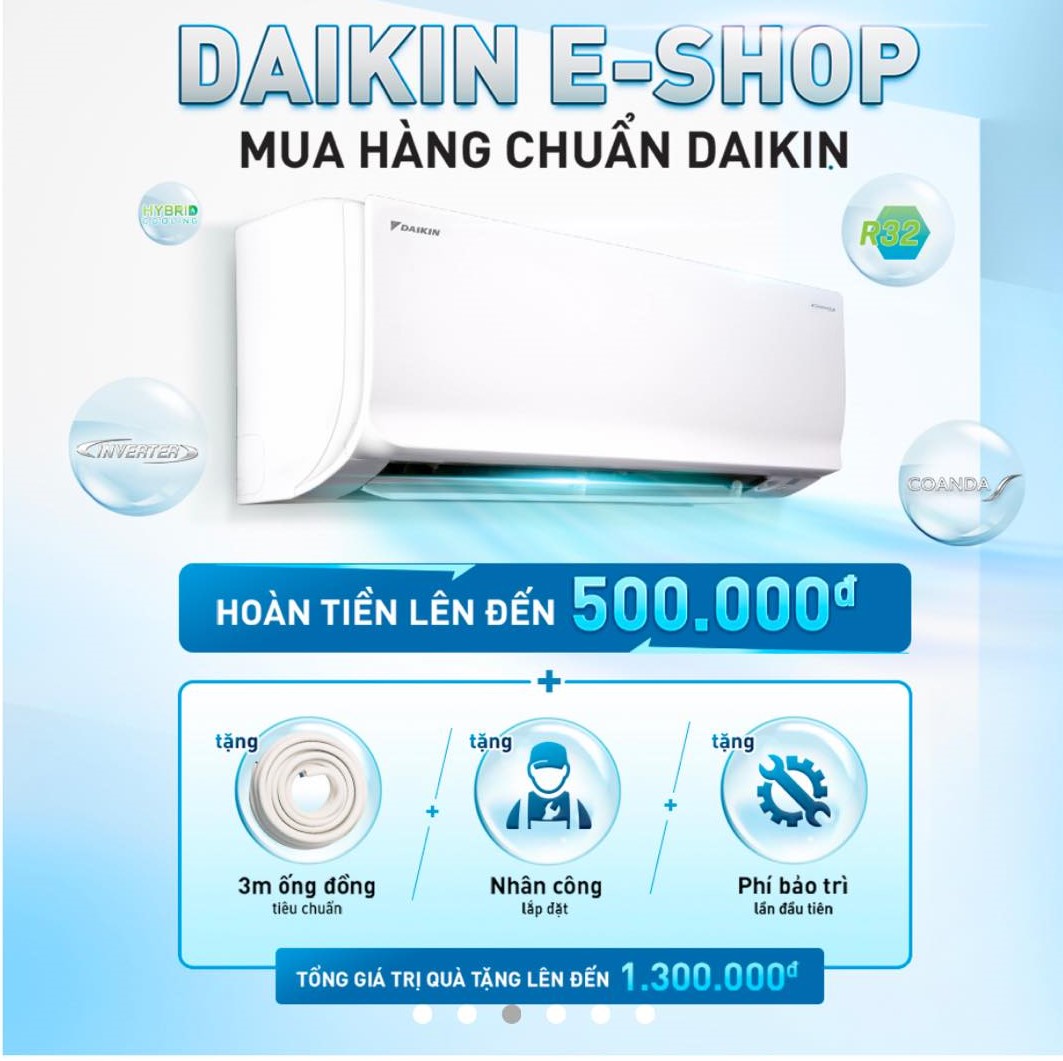 DAIKIN E-SHOP
MUA HÀNG CHUẨN DAIKIN
HYBRID
COOLING
DAIKIN
R32
INVERTER
COANDA
HOÀN TIỀN LÊN ĐẾN 500.000đ
+
tặng
tặng
tặng
+
+
3m ống đồng
tiêu chuẩn
Nhân công
lắp đặt
Phí bảo trì
lần đầu tiên
TỔNG GIÁ TRỊ QUÀ TẶNG LÊN ĐẾN 1.300.000đ